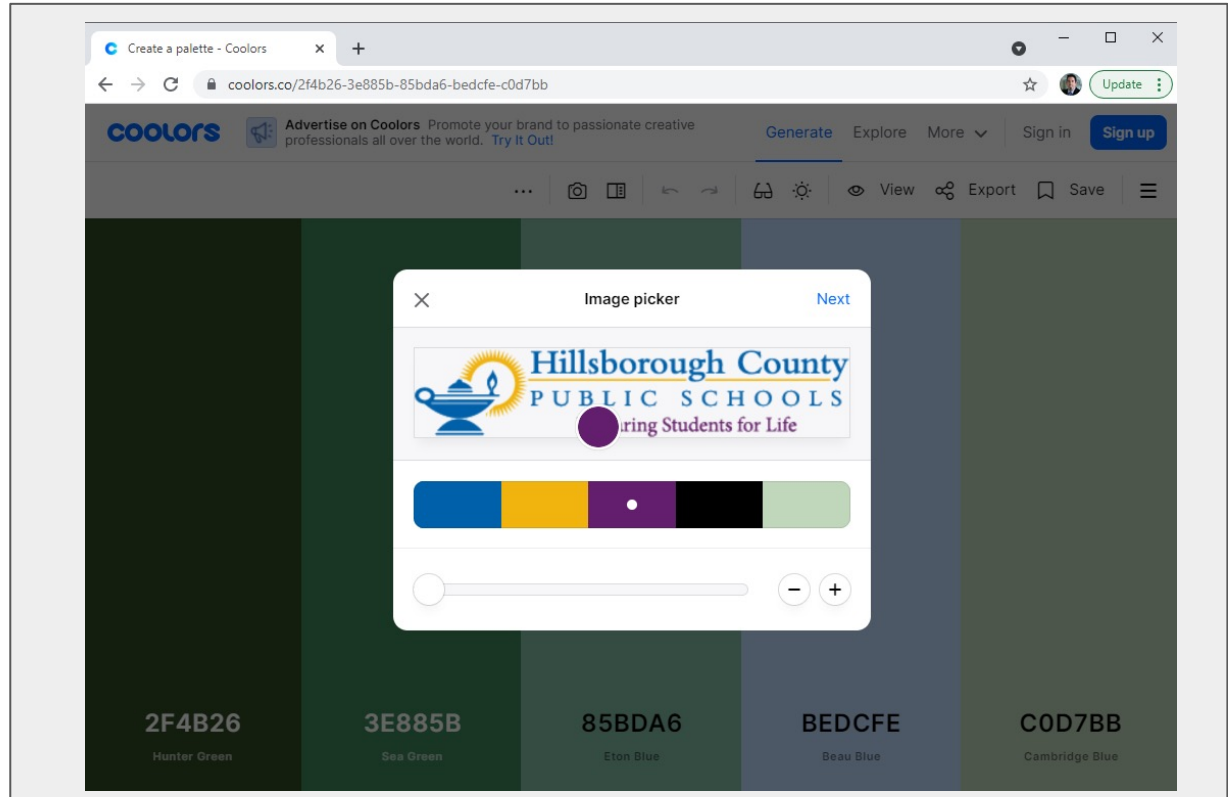 Create a palette - Coolors
coolors.co/2f4b26-3e885b-85bda6-bedcfe-c0d7bb
Update
coolors
Advertise on Coolors Promote your brand to passionate creative
professionals all over the world. Try It Out!
Generate Explore More Sign in Sign up
View Export Save
Image picker
Next
Hillsborough County
PUBLIC SCHOOLS
ring Students for Life
2F4B26 3E885B 85BDA6 BEDCFE C0D7BB
Hunter Green Sea Green Eton Blue Beau Blue Cambridge Blue